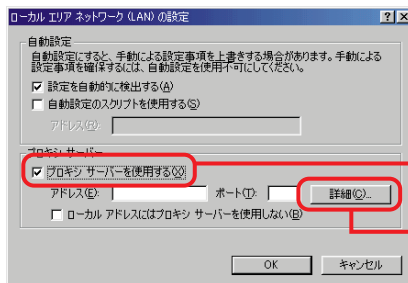 ローカル エリア ネットワーク (LAN) の設定
自動設定
自動設定にすると、手動による設定事項を上書きする場合があります。手動による
設定事項を確保するには、自動設定を使用不可にしてください。
設定を自動的に検出する(A)
自動設定のスクリプトを使用する(S)
アドレス(R):
プロキシ サーバー
プロキシ サーバーを使用する(X)
アドレス(E): ポート(T): 詳細(C)...
ローカル アドレスにはプロキシ サーバーを使用しない(B)
OK キャンセル